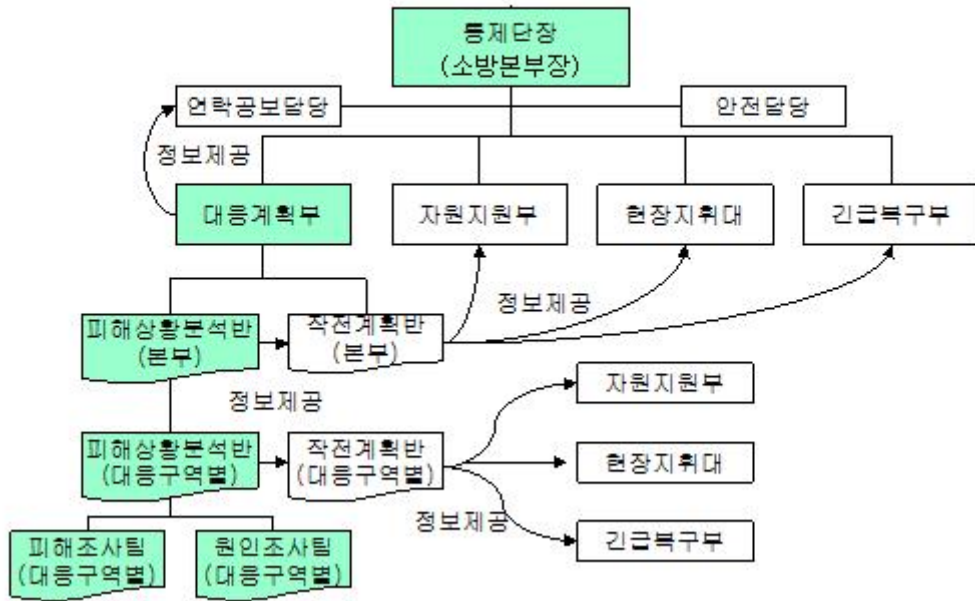 통제단장
(소방본부장)
연락공보담당
안전담당
정보제공
대응계획부
자원지원부
현장지휘대
긴급복구부
정보제공
피해상황분석반
(본부)
작전계획반
(본부)
자원지원부
정보제공
피해상황분석반
(대응구역별)
작전계획반
(대응구역별)
현장지휘대
정보제공
피해조사팀
(대응구역별)
원인조사팀
(대응구역별)
긴급복구부